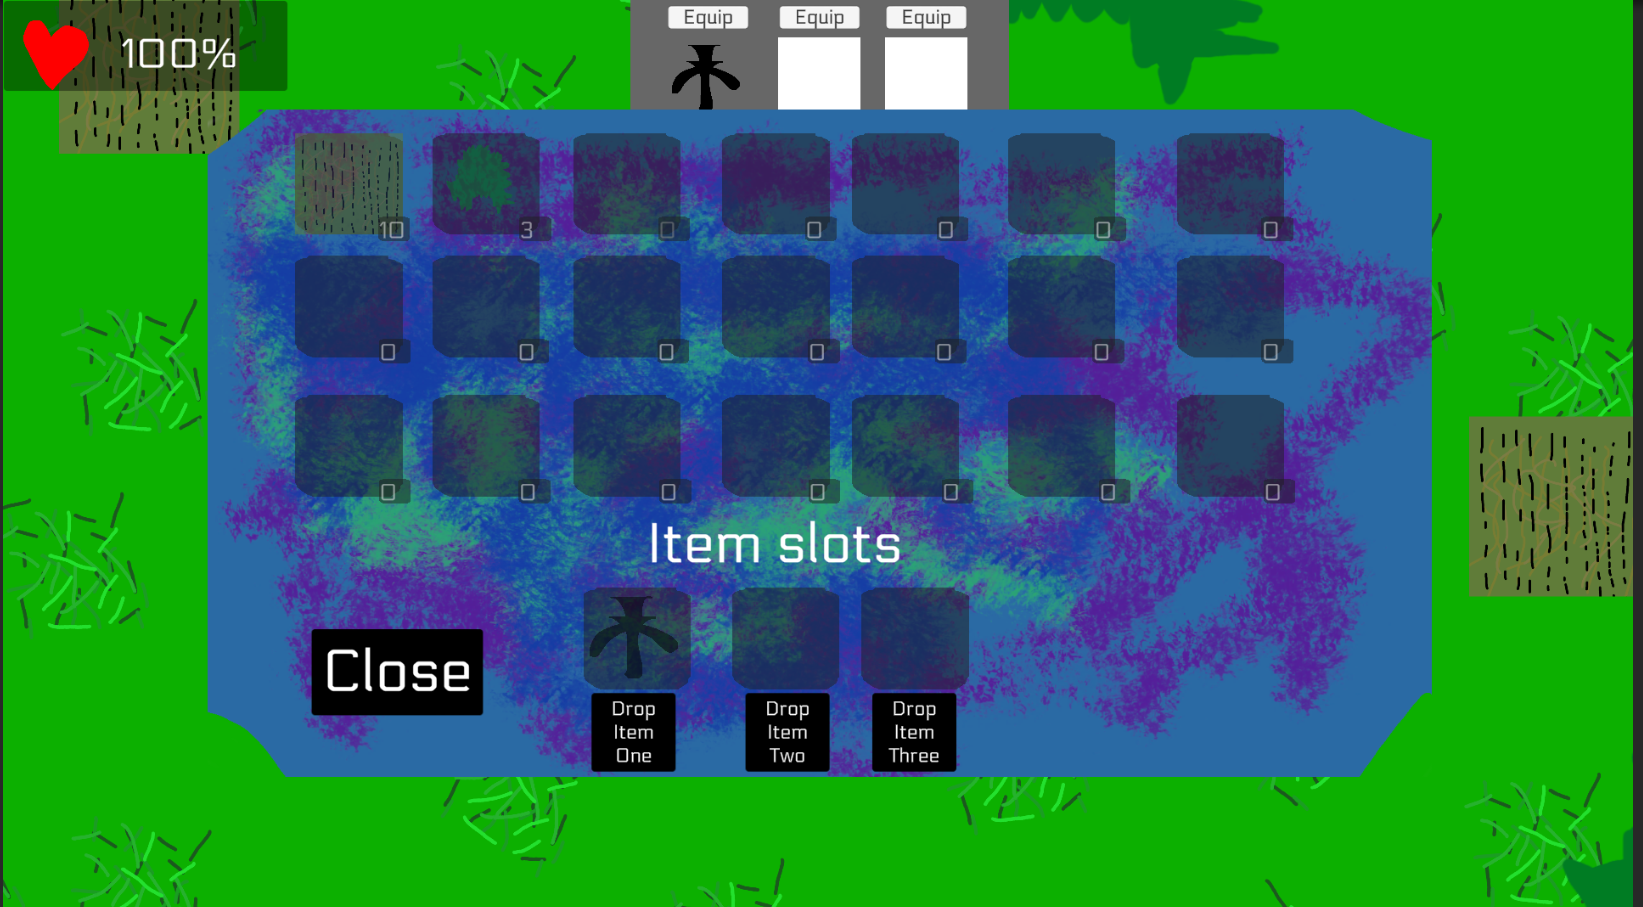 100%
Equip Equip Equip
10 3 0 0 0 0 0
0 0 0 0 0 0 0
0 0 0 0 0 0 0
Item slots
Close
Drop
Item
One
Drop
Item
Two
Drop
Item
Three